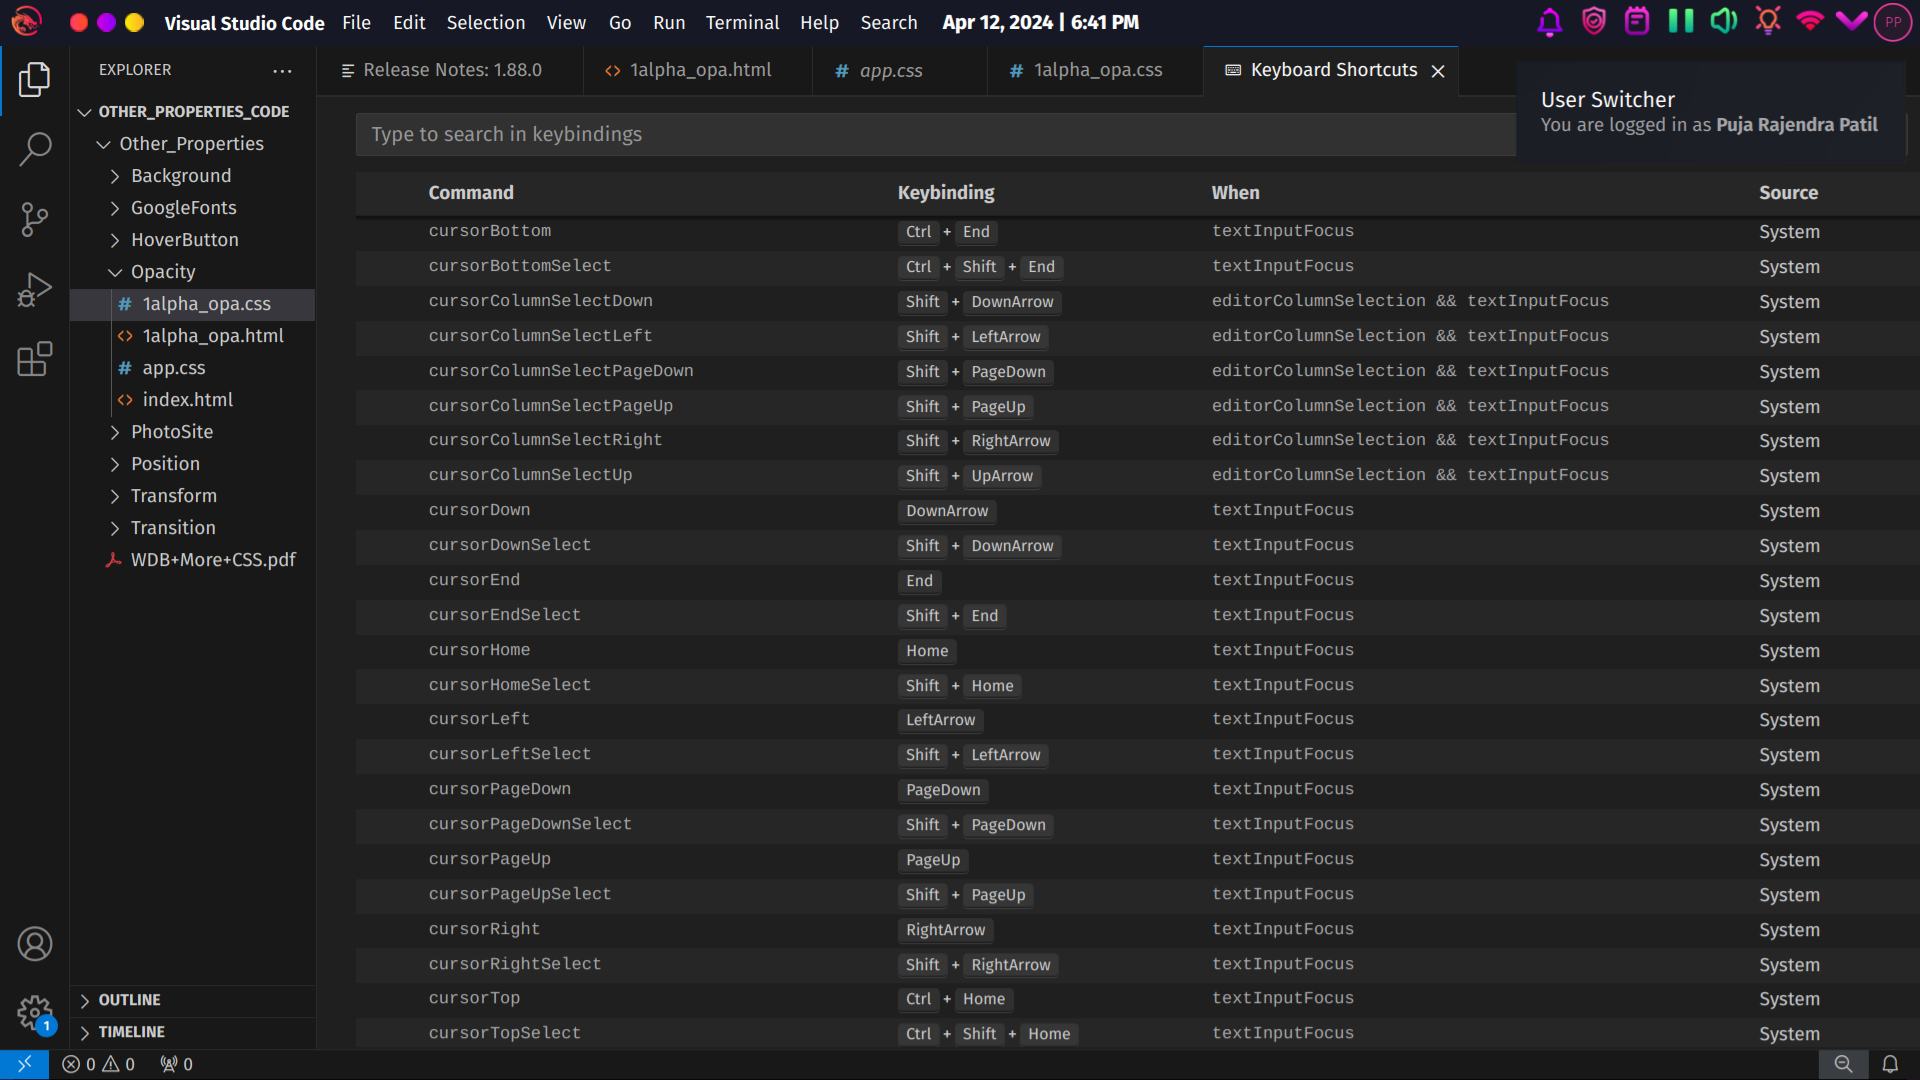 Visual Studio Code File Edit Selection View Go Run Terminal Help Search Apr 12, 2024 | 6:41 PM PP
EXPLORER ...
Release Notes: 1.88.0
<> 1alpha_opa.html
# app.css
# 1alpha_opa.css
Keyboard Shortcuts
User Switcher
You are logged in as Puja Rajendra Patil
OTHER_PROPERTIES_CODE
Other_Properties
Background
GoogleFonts
HoverButton
Opacity
# 1alpha_opa.css
<> 1alpha_opa.html
# app.css
<> index.html
PhotoSite
Position
Transform
Transition
WDB+More+CSS.pdf
OUTLINE
TIMELINE
Type to search in keybindings
Command Keybinding When Source
cursorBottom Ctrl + End textInputFocus System
cursorBottomSelect Ctrl + Shift + End textInputFocus System
cursorColumnSelectDown Shift + DownArrow editorColumnSelection && textInputFocus System
cursorColumnSelectLeft Shift + LeftArrow editorColumnSelection && textInputFocus System
cursorColumnSelectPageDown Shift + PageDown editorColumnSelection && textInputFocus System
cursorColumnSelectPageUp Shift + PageUp editorColumnSelection && textInputFocus System
cursorColumnSelectRight Shift + RightArrow editorColumnSelection && textInputFocus System
cursorColumnSelectUp Shift + UpArrow editorColumnSelection && textInputFocus System
cursorDown DownArrow textInputFocus System
cursorDownSelect Shift + DownArrow textInputFocus System
cursorEnd End textInputFocus System
cursorEndSelect Shift + End textInputFocus System
cursorHome Home textInputFocus System
cursorHomeSelect Shift + Home textInputFocus System
cursorLeft LeftArrow textInputFocus System
cursorLeftSelect Shift + LeftArrow textInputFocus System
cursorPageDown PageDown textInputFocus System
cursorPageDownSelect Shift + PageDown textInputFocus System
cursorPageUp PageUp textInputFocus System
cursorPageUpSelect Shift + PageUp textInputFocus System
cursorRight RightArrow textInputFocus System
cursorRightSelect Shift + RightArrow textInputFocus System
cursorTop Ctrl + Home textInputFocus System
cursorTopSelect Ctrl + Shift + Home textInputFocus System
1
0 0 0